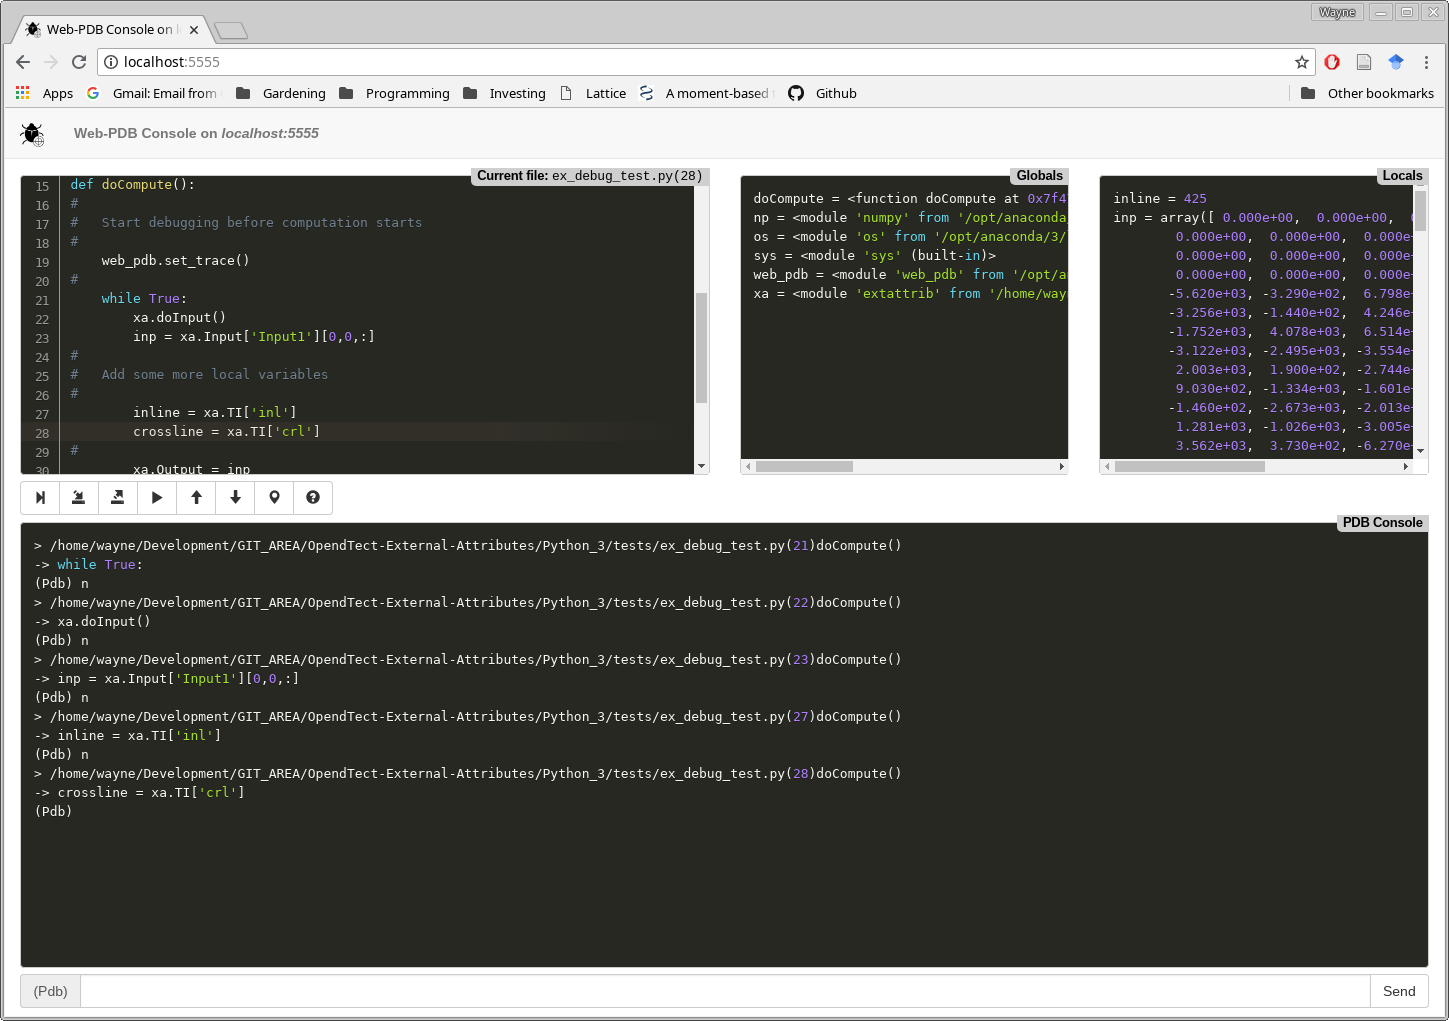 Wayne
Web-PDB Console on
localhost:5555
Apps
Gmail: Email from
Gardening
Programming
Investing
Lattice
A moment-based
Github
Other bookmarks
Web-PDB Console on localhost:5555
Current file: ex_debug_test.py(28)
15 def doCompute():
16 #
17 #   Start debugging before computation starts
18 #
19     web_pdb.set_trace()
20 #
21     while True:
22         xa.doInput()
23         inp = xa.Input['Input1'][0,0,:]
24 #
25 #   Add some more local variables
26 #
27         inline = xa.TI['inl']
28         crossline = xa.TI['crl']
29 #
30         xa.Output = inp
Globals
doCompute = <function doCompute at 0x7f4
np = <module 'numpy' from '/opt/anaconda
os = <module 'os' from '/opt/anaconda/3/
sys = <module 'sys' (built-in)>
web_pdb = <module 'web_pdb' from '/opt/a
xa = <module 'extattrib' from '/home/way
Locals
inline = 425
inp = array([ 0.000e+00,  0.000e+00,
        0.000e+00,  0.000e+00,  0.000e
        0.000e+00,  0.000e+00,  0.000e
        0.000e+00,  0.000e+00,  0.000e
       -5.620e+03, -3.290e+02,  6.798e
       -3.256e+03, -1.440e+02,  4.246e
       -1.752e+03,  4.078e+03,  6.514e
       -3.122e+03, -2.495e+03, -3.554e
        2.003e+03,  1.900e+02, -2.744e
        9.030e+02, -1.334e+03, -1.601e
       -1.460e+02, -2.673e+03, -2.013e
        1.281e+03, -1.026e+03, -3.005e
        3.562e+03,  3.730e+02, -6.270e
PDB Console
> /home/wayne/Development/GIT_AREA/OpendTect-External-Attributes/Python_3/tests/ex_debug_test.py(21)doCompute()
-> while True:
(Pdb) n
> /home/wayne/Development/GIT_AREA/OpendTect-External-Attributes/Python_3/tests/ex_debug_test.py(22)doCompute()
-> xa.doInput()
(Pdb) n
> /home/wayne/Development/GIT_AREA/OpendTect-External-Attributes/Python_3/tests/ex_debug_test.py(23)doCompute()
-> inp = xa.Input['Input1'][0,0,:]
(Pdb) n
> /home/wayne/Development/GIT_AREA/OpendTect-External-Attributes/Python_3/tests/ex_debug_test.py(27)doCompute()
-> inline = xa.TI['inl']
(Pdb) n
> /home/wayne/Development/GIT_AREA/OpendTect-External-Attributes/Python_3/tests/ex_debug_test.py(28)doCompute()
-> crossline = xa.TI['crl']
(Pdb)
(Pdb)
Send